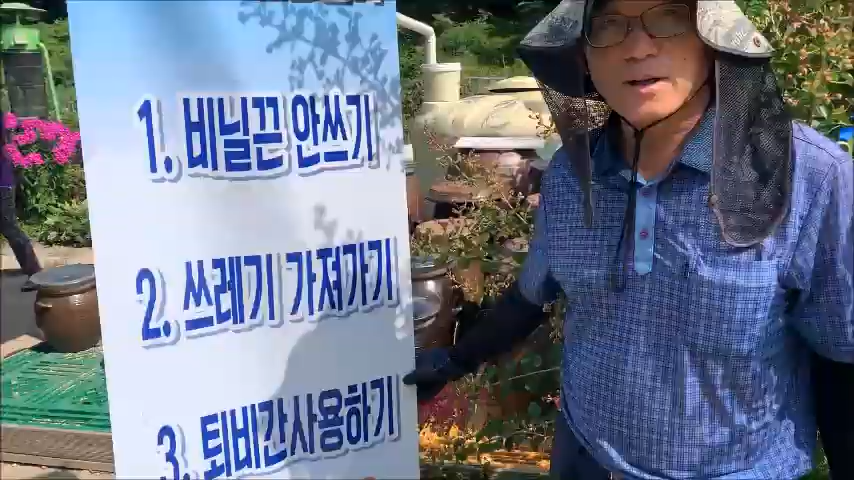 1. 비닐끈 안쓰기
2. 쓰레기 가져가기
3. 퇴비간사용하기